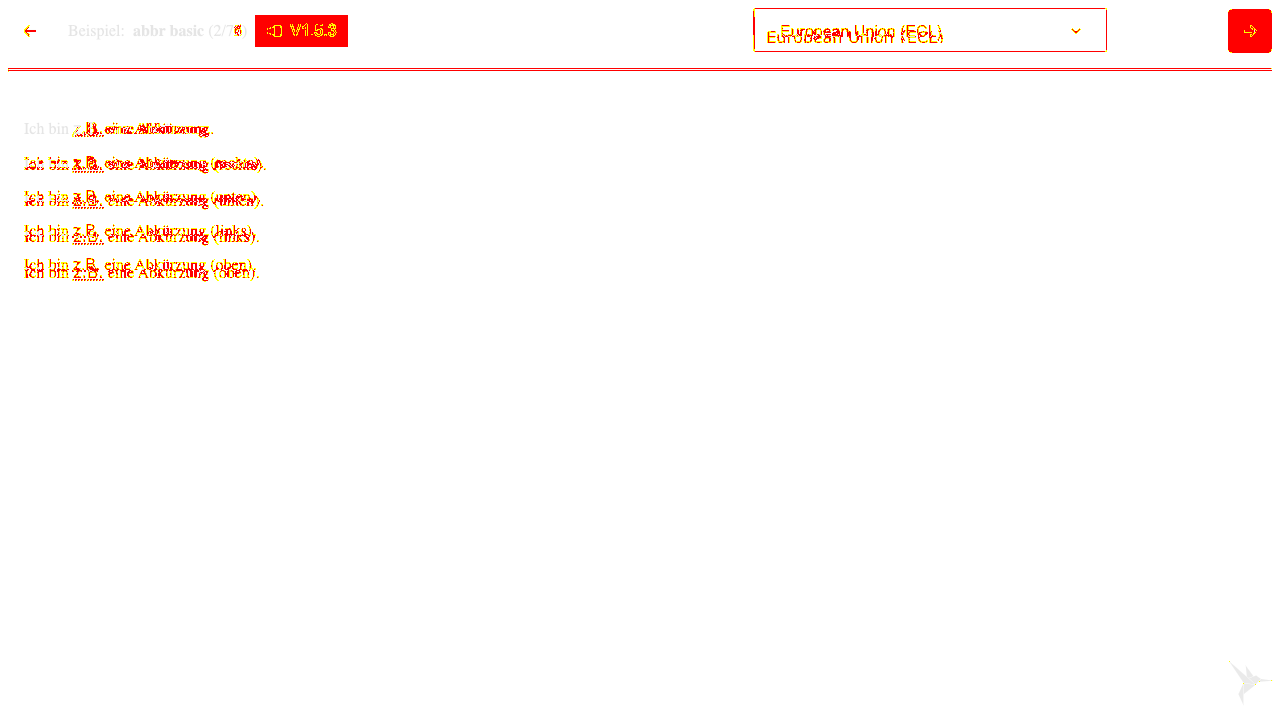 Beispiel: abbr basic (2/7) V1.5.3 European Union (ECL)
Ich bin z.B. eine Abkürzung.
Ich bin z.B. eine Abkürzung (rechts).
Ich bin z.B. eine Abkürzung (unten).
Ich bin z.B. eine Abkürzung (links).
Ich bin z.B. eine Abkürzung (oben).